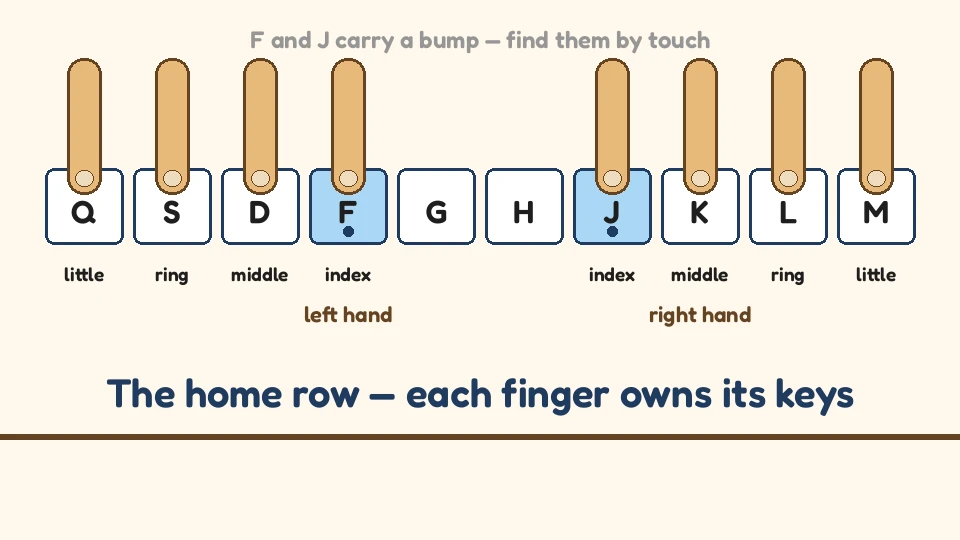 F and J carry a bump — find them by touch
Q S D F G H J K L M
little ring middle index index middle ring little
left hand right hand
The home row — each finger owns its keys